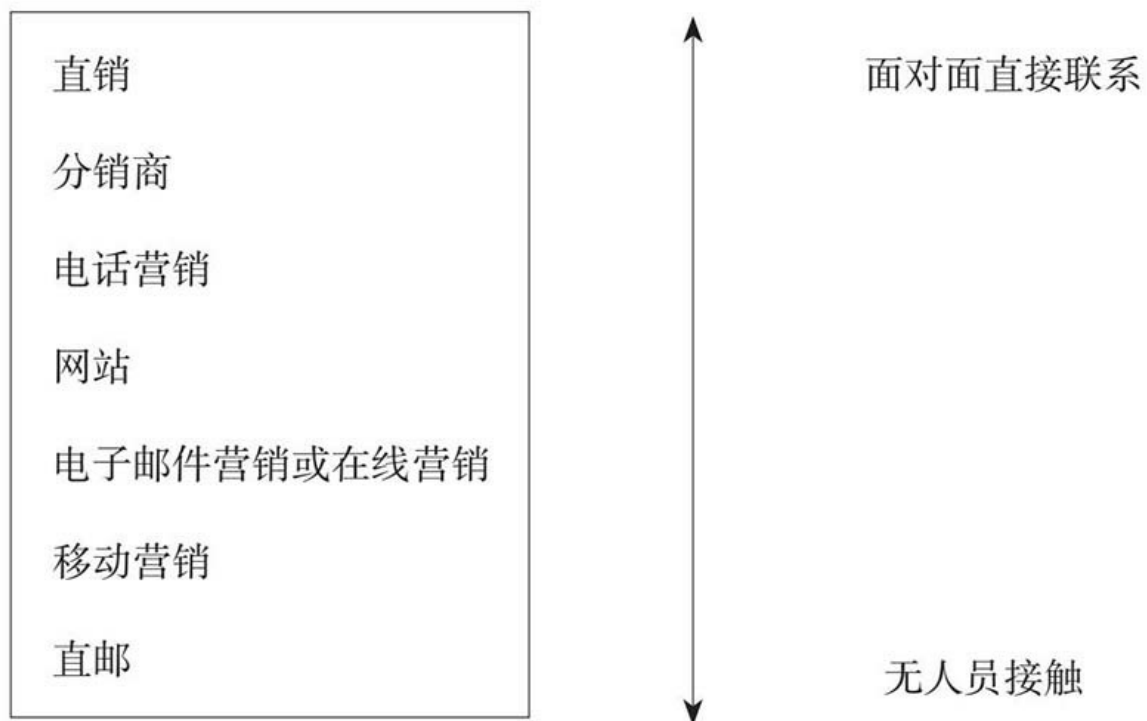 直销
面对面直接联系
分销商
电话营销
网站
电子邮件营销或在线营销
移动营销
直邮
无人员接触